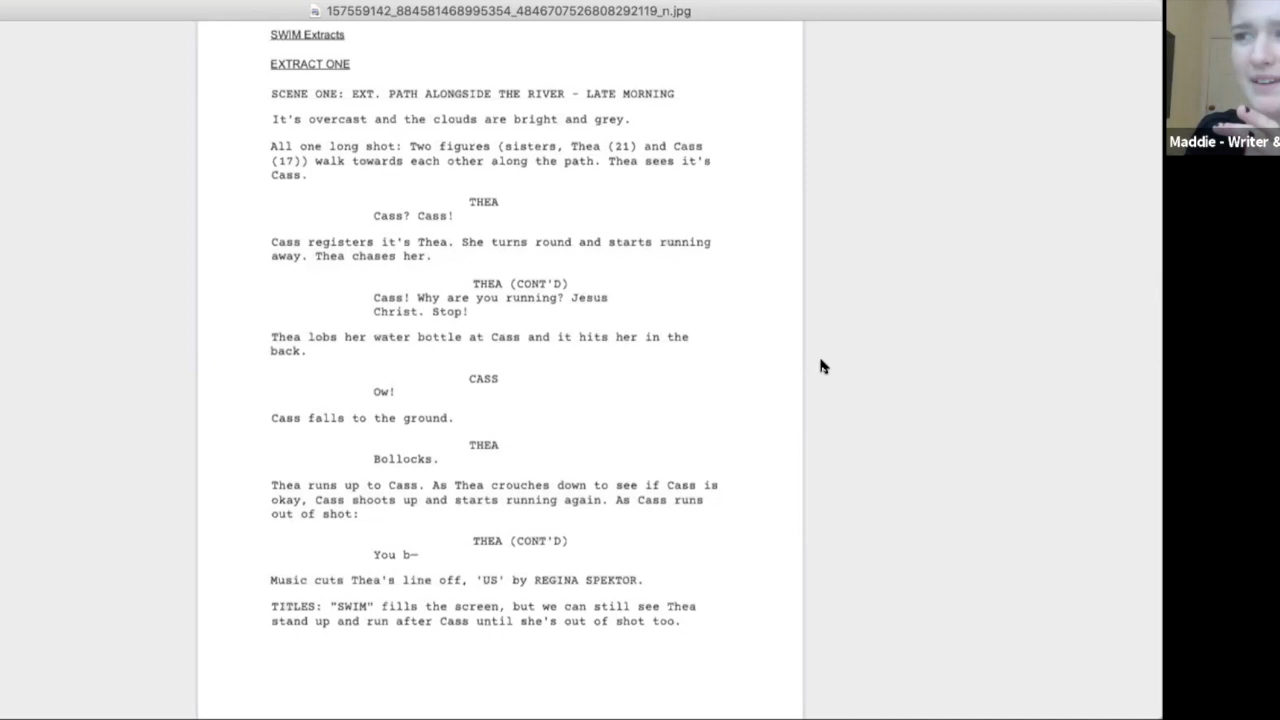 157559142_884581468995354_4846707526808292119_n.jpg
SWIM Extracts
EXTRACT ONE
SCENE ONE: EXT. PATH ALONGSIDE THE RIVER - LATE MORNING
It's overcast and the clouds are bright and grey.
All one long shot: Two figures (sisters, Thea (21) and Cass
(17)) walk towards each other along the path. Thea sees it's
Cass.
THEA
Cass? Cass!
Cass registers it's Thea. She turns round and starts running
away. Thea chases her.
THEA (CONT'D)
Cass! Why are you running? Jesus
Christ. Stop!
Thea lobs her water bottle at Cass and it hits her in the
back.
CASS
Ow!
Cass falls to the ground.
THEA
Bollocks.
Thea runs up to Cass. As Thea crouches down to see if Cass is
okay, Cass shoots up and starts running again. As Cass runs
out of shot:
THEA (CONT'D)
You b—
Music cuts Thea's line off, 'US' by REGINA SPEKTOR.
TITLES: "SWIM" fills the screen, but we can still see Thea
stand up and run after Cass until she's out of shot too.
Maddie - Writer &